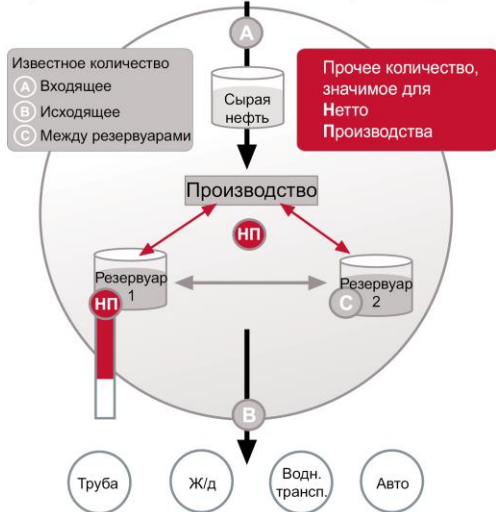 A
Известное количество
A Входящее
B Исходящее
C Между резервуарами
Сырая
нефть
Прочее количество,
значимое для
Нетто
Производства
Производство
НП
Резервуар
1
НП
Резервуар
2
C
B
Труба
Ж/д
Водн.
трансп.
Авто